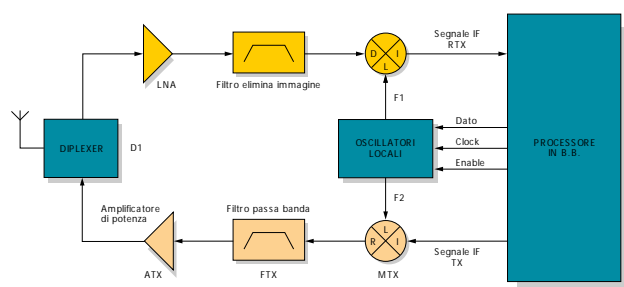 Segnale IF
RTX
D I
L
LNA
Filtro elimina immagine
F1
DIPLEXER
D1
OSCILLATORI
LOCALI
Dato
Clock
Enable
PROCESSORE
IN B.B.
F2
Amplificatore
di potenza
Filtro passa banda
L
R I
Segnale IF
TX
ATX
FTX
MTX